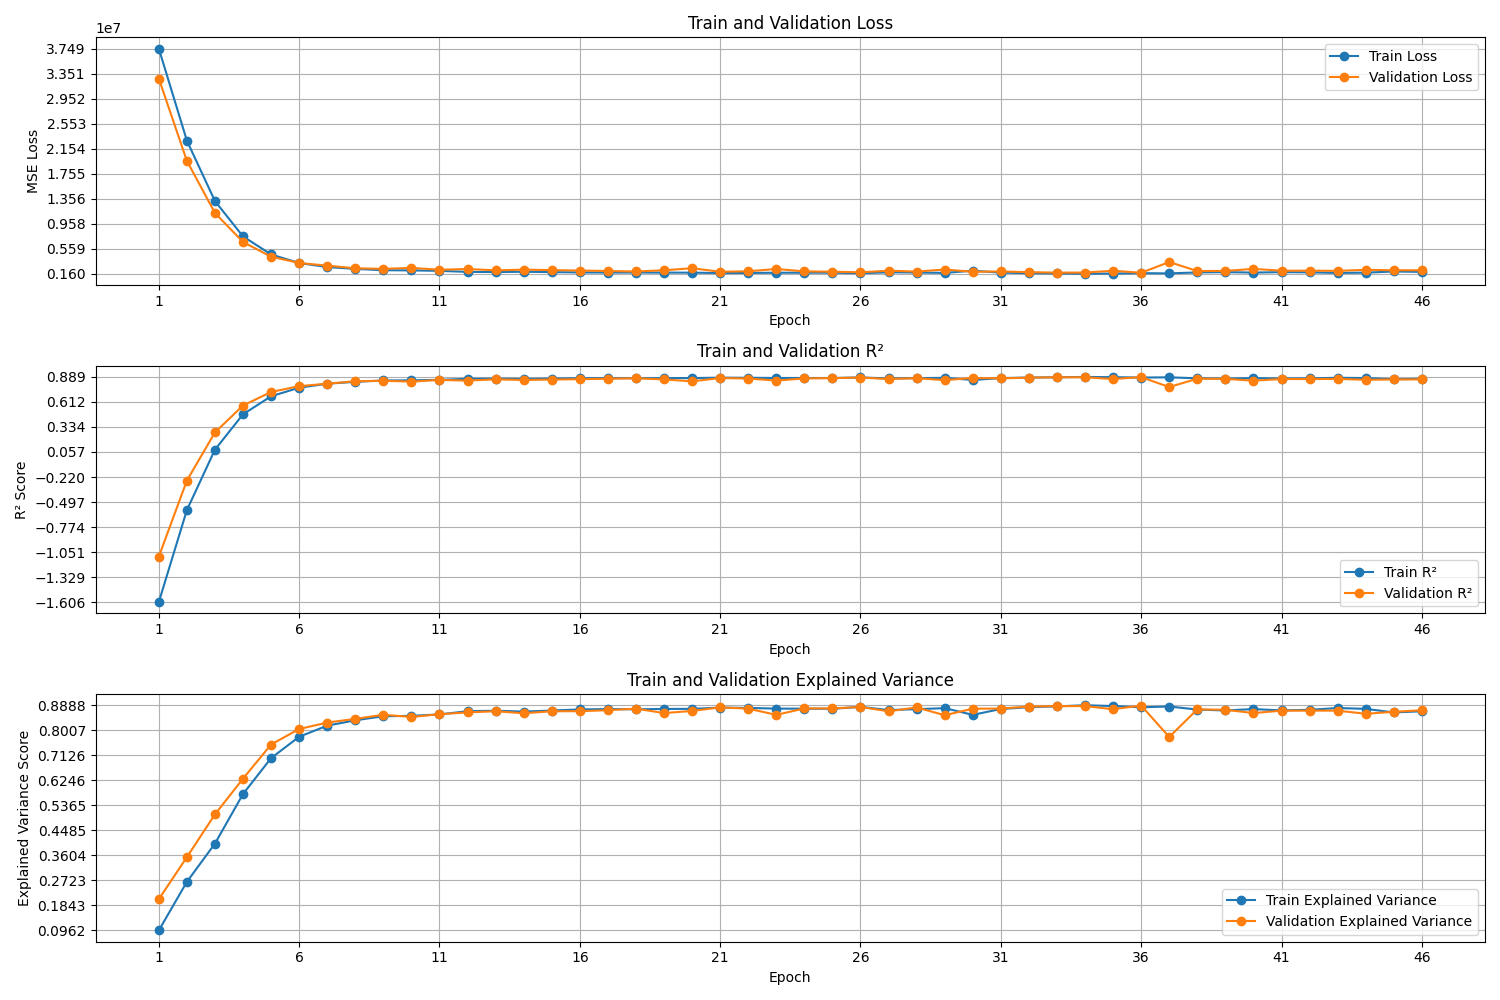 Train and Validation Loss
1e7
3.749
3.351
2.952
2.553
2.154
1.755
1.356
0.958
0.559
0.160
MSE Loss
Train Loss
Validation Loss
1 6 11 16 21 26 31 36 41 46
Epoch
Train and Validation R²
0.889
0.612
0.334
0.057
−0.220
−0.497
−0.774
−1.051
−1.329
−1.606
R² Score
Train R²
Validation R²
1 6 11 16 21 26 31 36 41 46
Epoch
Train and Validation Explained Variance
0.8888
0.8007
0.7126
0.6246
0.5365
0.4485
0.3604
0.2723
0.1843
0.0962
Explained Variance Score
Train Explained Variance
Validation Explained Variance
1 6 11 16 21 26 31 36 41 46
Epoch